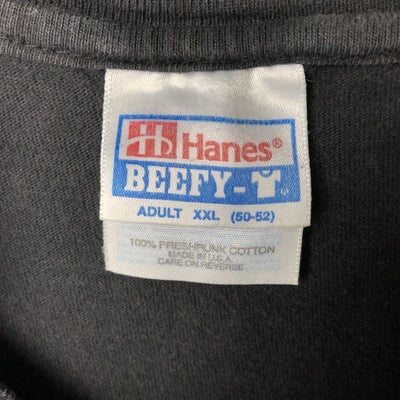 Hanes®
BEEFY-T
ADULT XXL (50-52)
100% PRESHRUNK COTTON
MADE IN U.S.A.
CARE ON REVERSE